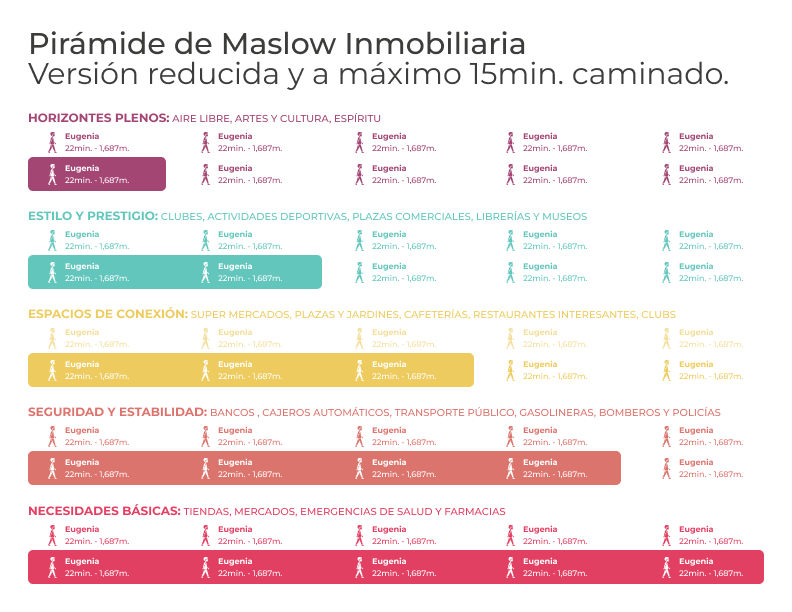 Pirámide de Maslow Inmobiliaria
Versión reducida y a máximo 15min. caminado.
HORIZONTES PLENOS: AIRE LIBRE, ARTES Y CULTURA, ESPÍRITU
Eugenia Eugenia Eugenia Eugenia Eugenia
22min. - 1,687m. 22min. - 1,687m. 22min. - 1,687m. 22min. - 1,687m. 22min. - 1,687m.
Eugenia Eugenia Eugenia Eugenia Eugenia
22min. - 1,687m. 22min. - 1,687m. 22min. - 1,687m. 22min. - 1,687m. 22min. - 1,687m.
ESTILO Y PRESTIGIO: CLUBES, ACTIVIDADES DEPORTIVAS, PLAZAS COMERCIALES, LIBRERÍAS Y MUSEOS
Eugenia Eugenia Eugenia Eugenia Eugenia
22min. - 1,687m. 22min. - 1,687m. 22min. - 1,687m. 22min. - 1,687m. 22min. - 1,687m.
Eugenia Eugenia Eugenia Eugenia Eugenia
22min. - 1,687m. 22min. - 1,687m. 22min. - 1,687m. 22min. - 1,687m. 22min. - 1,687m.
ESPACIOS DE CONEXIÓN: SUPER MERCADOS, PLAZAS Y JARDINES, CAFETERÍAS, RESTAURANTES INTERESANTES, CLUBS
Eugenia Eugenia Eugenia Eugenia Eugenia
22min. - 1,687m. 22min. - 1,687m. 22min. - 1,687m. 22min. - 1,687m. 22min. - 1,687m.
Eugenia Eugenia Eugenia Eugenia Eugenia
22min. - 1,687m. 22min. - 1,687m. 22min. - 1,687m. 22min. - 1,687m. 22min. - 1,687m.
SEGURIDAD Y ESTABILIDAD: BANCOS , CAJEROS AUTOMÁTICOS, TRANSPORTE PÚBLICO, GASOLINERAS, BOMBEROS Y POLICÍAS
Eugenia Eugenia Eugenia Eugenia Eugenia
22min. - 1,687m. 22min. - 1,687m. 22min. - 1,687m. 22min. - 1,687m. 22min. - 1,687m.
Eugenia Eugenia Eugenia Eugenia Eugenia
22min. - 1,687m. 22min. - 1,687m. 22min. - 1,687m. 22min. - 1,687m. 22min. - 1,687m.
NECESIDADES BÁSICAS: TIENDAS, MERCADOS, EMERGENCIAS DE SALUD Y FARMACIAS
Eugenia Eugenia Eugenia Eugenia Eugenia
22min. - 1,687m. 22min. - 1,687m. 22min. - 1,687m. 22min. - 1,687m. 22min. - 1,687m.
Eugenia Eugenia Eugenia Eugenia Eugenia
22min. - 1,687m. 22min. - 1,687m. 22min. - 1,687m. 22min. - 1,687m. 22min. - 1,687m.